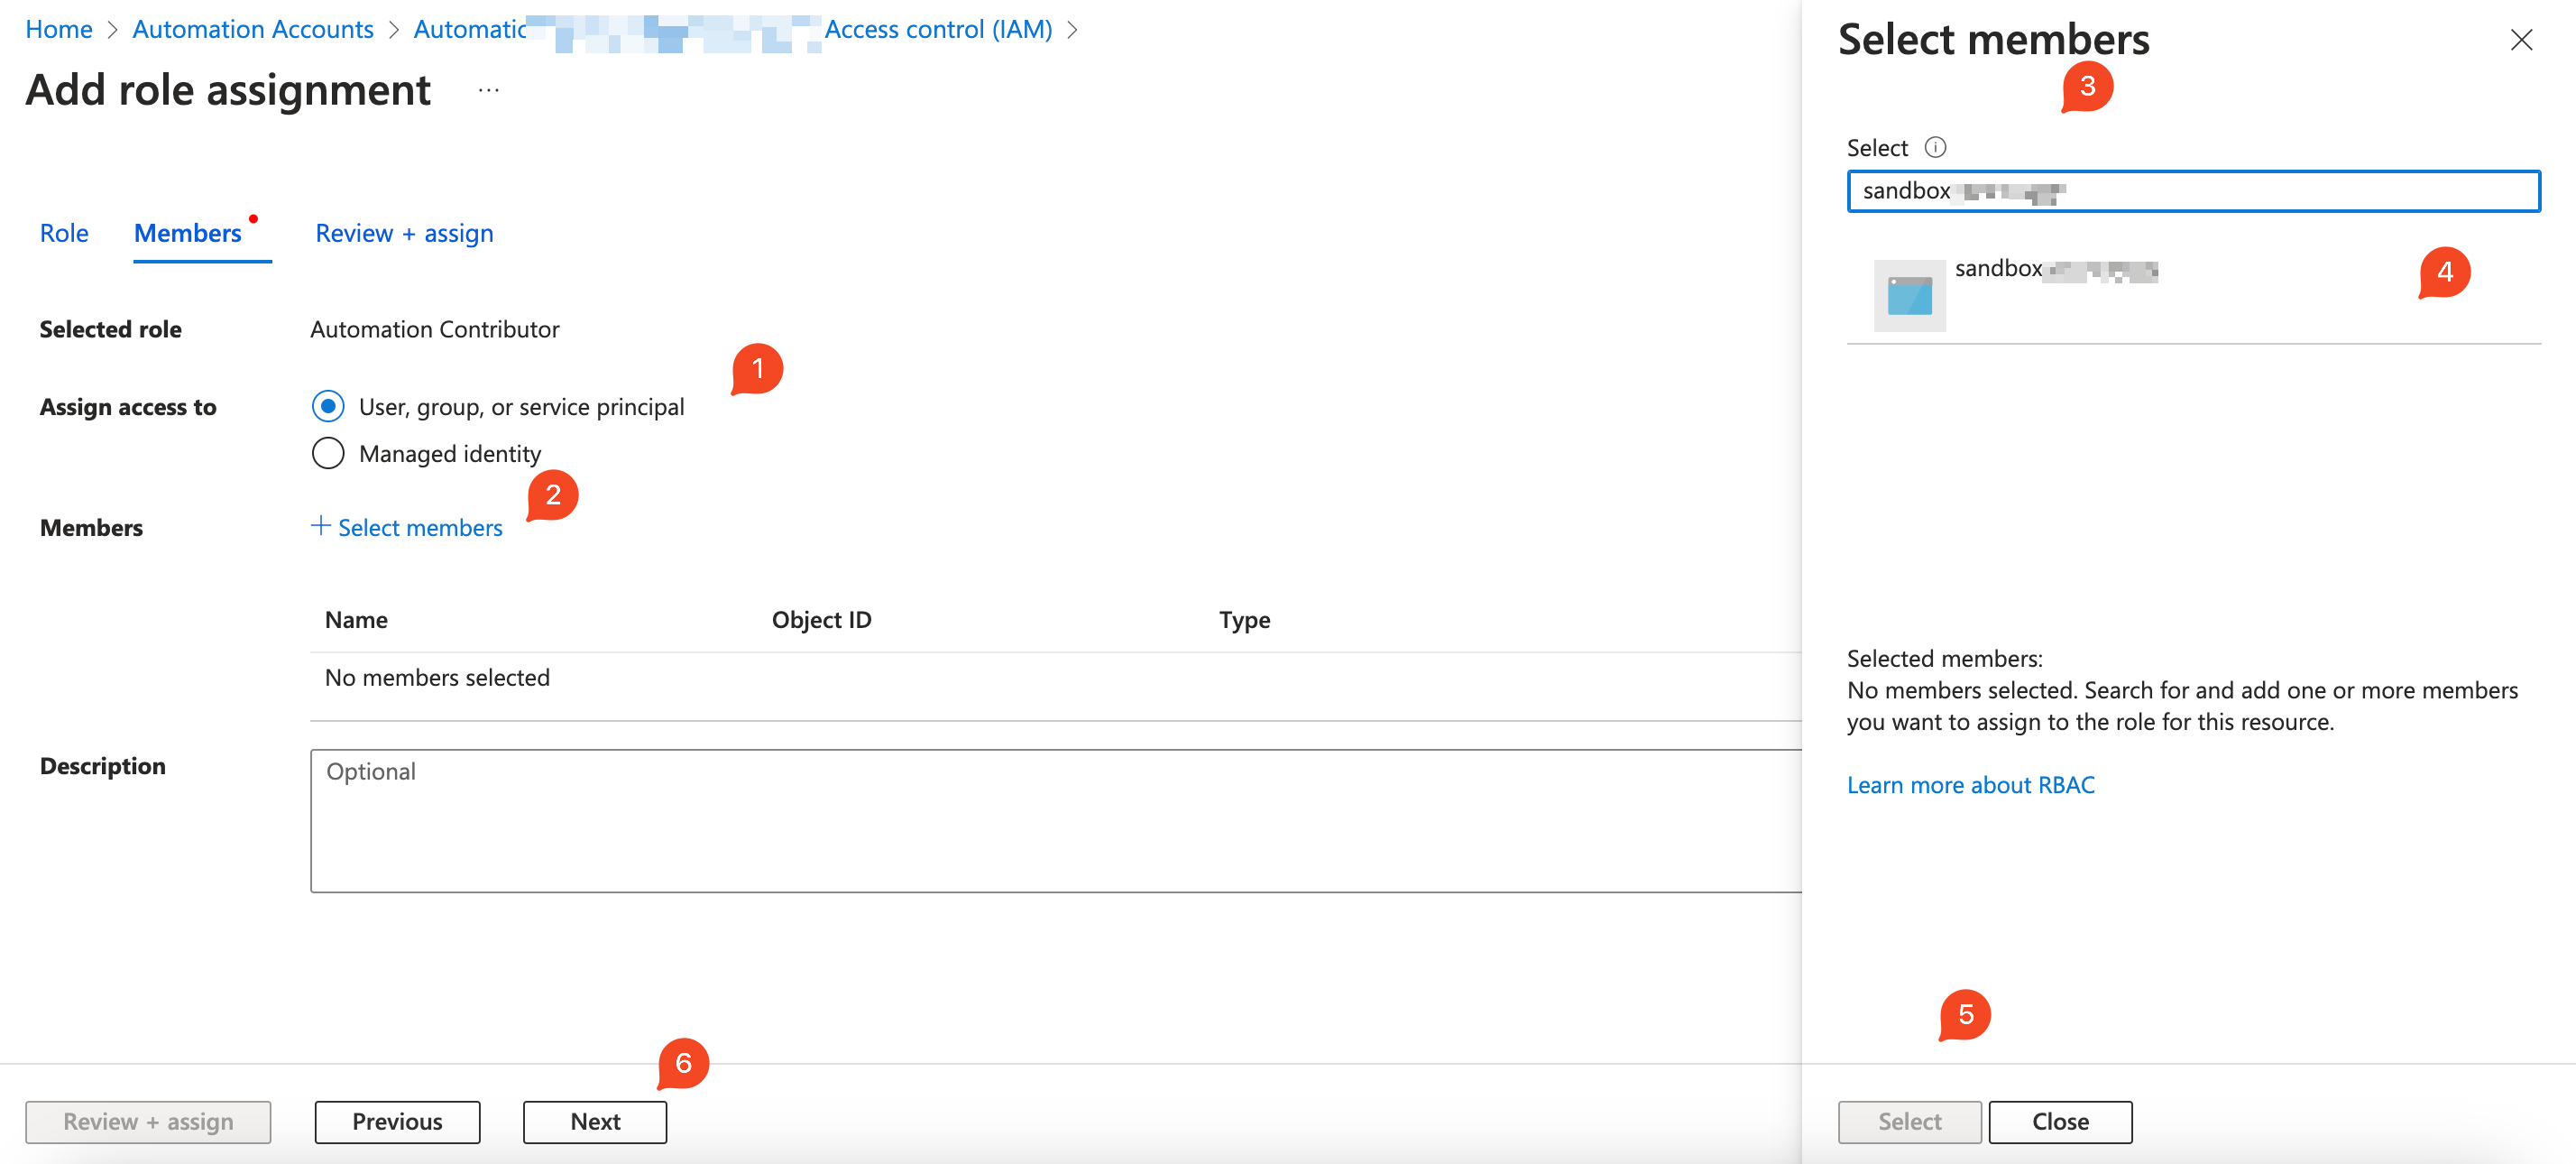 Home > Automation Accounts > Automatic Access control (IAM) >
Add role assignment ...
Role Members Review + assign
Selected role Automation Contributor
1
Assign access to User, group, or service principal
Managed identity
2
Members + Select members
Name Object ID Type
No members selected
Description Optional
6
Review + assign Previous Next
Select members
3
Select
sandbox
sandbox
4
Selected members:
No members selected. Search for and add one or more members
you want to assign to the role for this resource.
Learn more about RBAC
5
Select Close